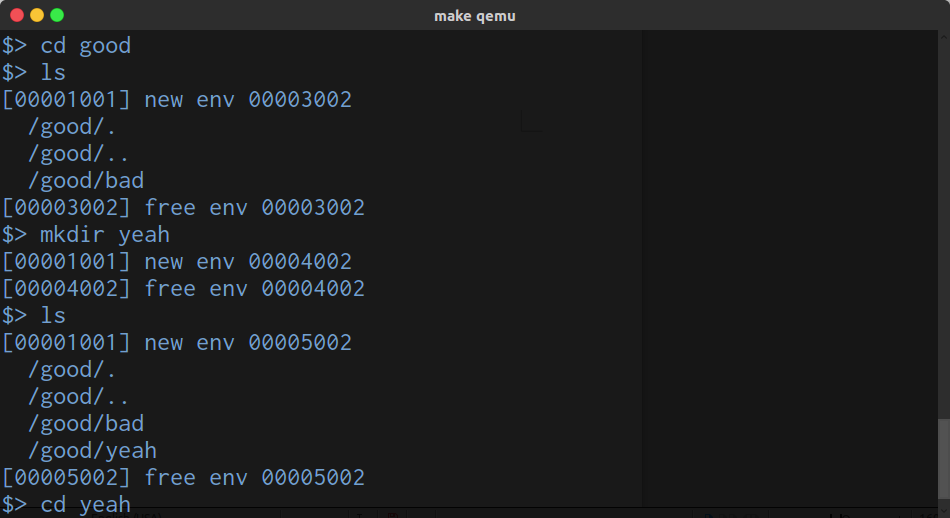 make qemu
$> cd good
$> ls
[00001001] new env 00003002
/good/.
/good/..
/good/bad
[00003002] free env 00003002
$> mkdir yeah
[00001001] new env 00004002
[00004002] free env 00004002
$> ls
[00001001] new env 00005002
/good/.
/good/..
/good/bad
/good/yeah
[00005002] free env 00005002
$> cd yeah